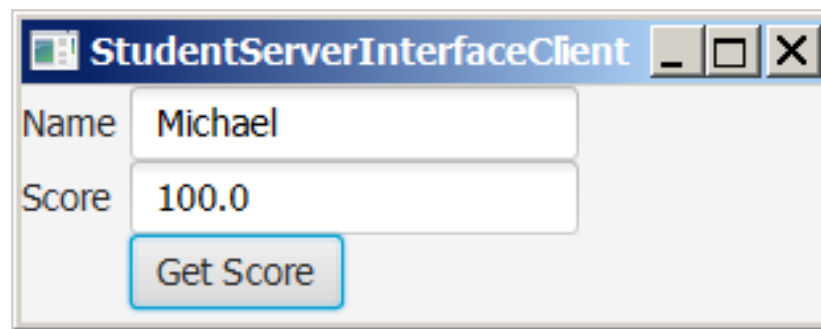 StudentServerInterfaceClient
Name Michael
Score 100.0
Get Score